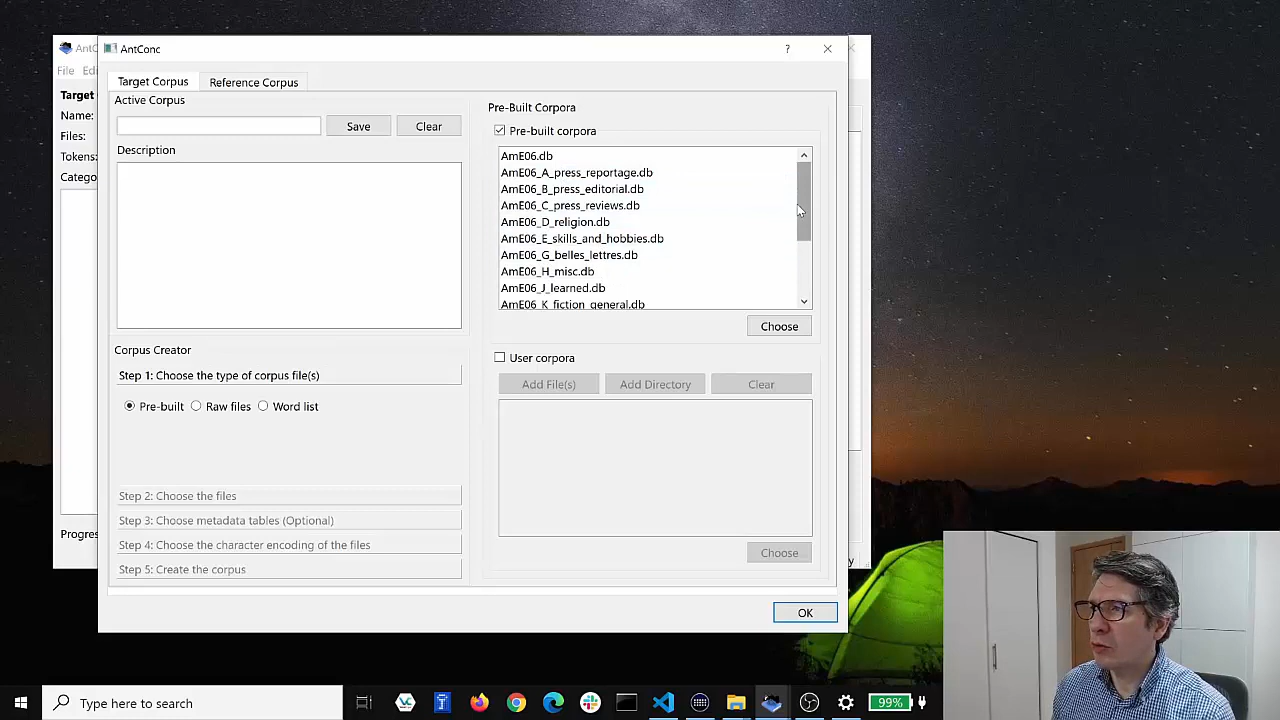 AntConc
?
Target Corpus
Reference Corpus
Active Corpus
Save
Clear
Description
Corpus Creator
Step 1: Choose the type of corpus file(s)
Pre-built
Raw files
Word list
Step 2: Choose the files
Step 3: Choose metadata tables (Optional)
Step 4: Choose the character encoding of the files
Step 5: Create the corpus
Pre-Built Corpora
Pre-built corpora
AmE06.db
AmE06_A_press_reportage.db
AmE06_B_press_editorial.db
AmE06_C_press_reviews.db
AmE06_D_religion.db
AmE06_E_skills_and_hobbies.db
AmE06_G_belles_lettres.db
AmE06_H_misc.db
AmE06_J_learned.db
AmE06_K_fiction_general.db
Choose
User corpora
Add File(s)
Add Directory
Clear
Choose
OK
AntC
File
Edi
Target
Name:
Files:
Tokens:
Catego
Progres
y
Type here to search
99%